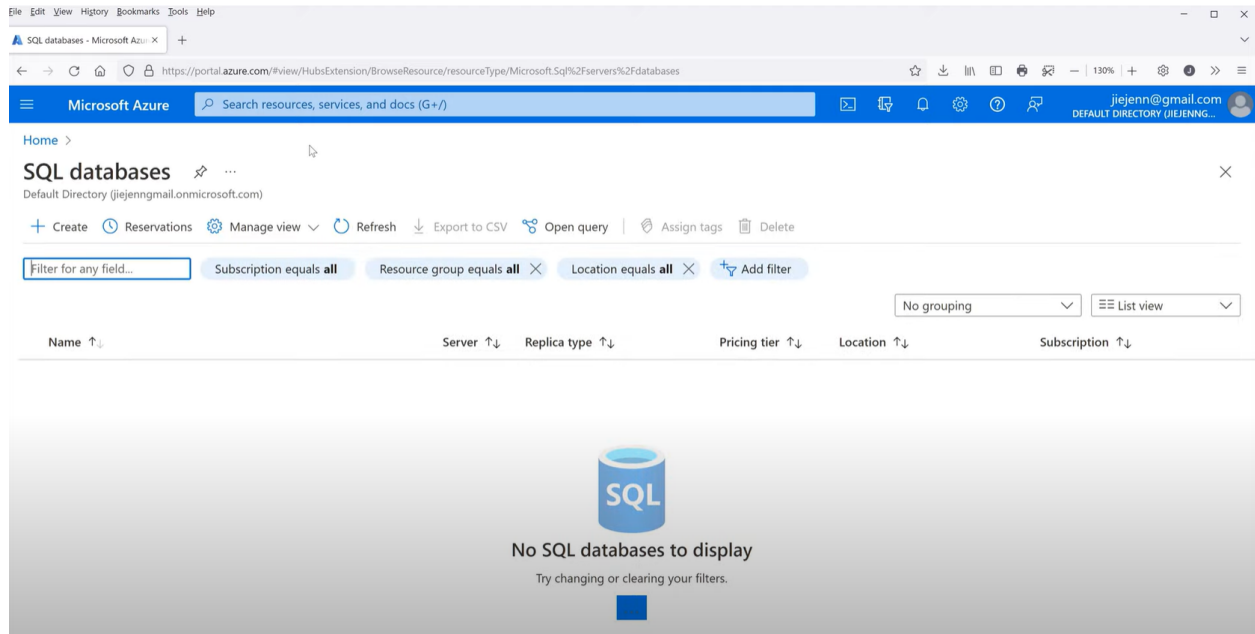 File Edit View History Bookmarks Tools Help
SQL databases - Microsoft Azu
https://portal.azure.com/#view/HubsExtension/BrowseResource/resourceType/Microsoft.Sql%2Fservers%2Fdatabases
130%
Microsoft Azure
Search resources, services, and docs (G+/)
jiejenn@gmail.com
DEFAULT DIRECTORY (JIEJENNG...
Home >
SQL databases
Default Directory (jiejenngmail.onmicrosoft.com)
Create Reservations Manage view Refresh Export to CSV Open query Assign tags Delete
Filter for any field... Subscription equals all Resource group equals all Location equals all Add filter
No grouping List view
Name Server Replica type Pricing tier Location Subscription
SQL
No SQL databases to display
Try changing or clearing your filters.